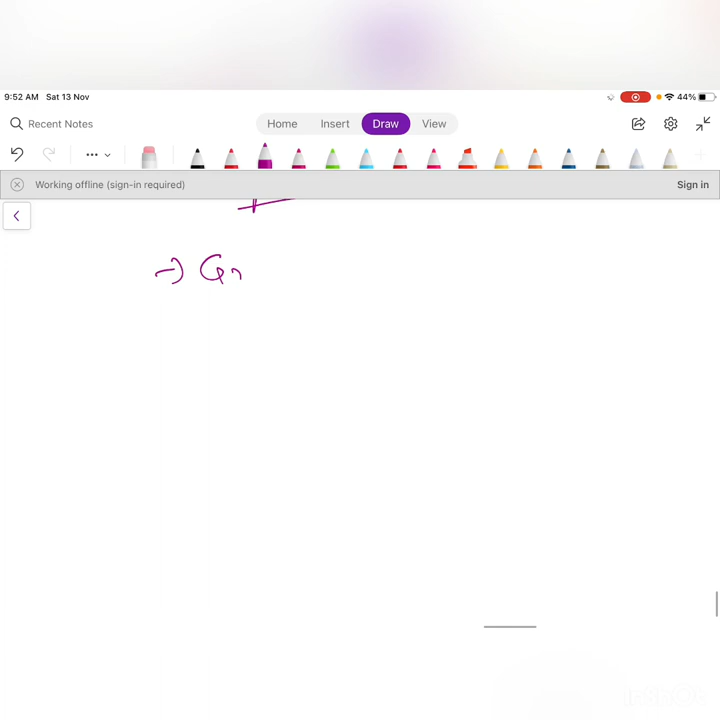 9:52 AM Sat 13 Nov 44%
Recent Notes Home Insert Draw View
Working offline (sign-in required) Sign in
→ Gr